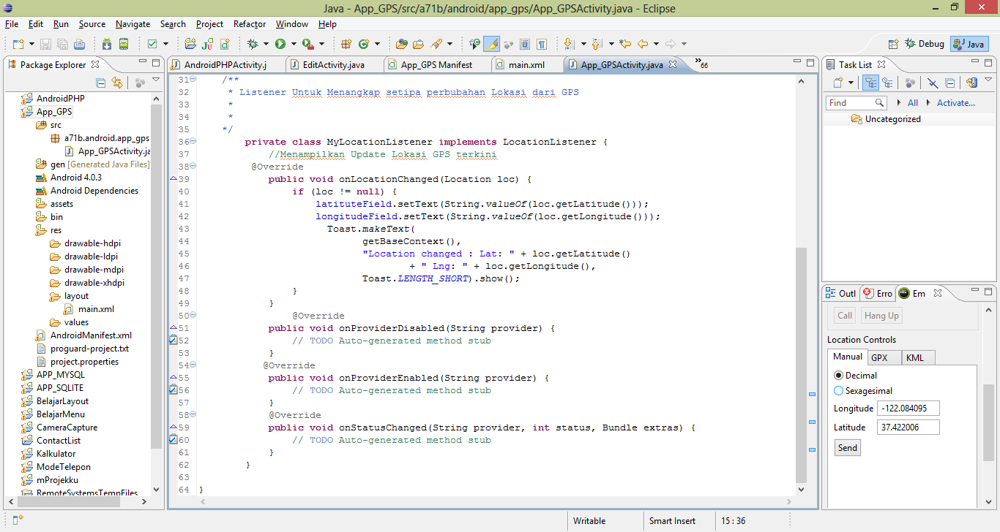 Java - App_GPS/src/a71b/android/app_gps/App_GPSActivity.java - Eclipse
File Edit Run Source Navigate Search Project Refactor Window Help
Debug Java
Package Explorer
AndroidPHP
App_GPS
src
a71b.android.app_gps
App_GPSActivity.ja
gen [Generated Java Files]
Android 4.0.3
Android Dependencies
assets
bin
res
drawable-hdpi
drawable-ldpi
drawable-mdpi
drawable-xhdpi
layout
main.xml
values
AndroidManifest.xml
proguard-project.txt
project.properties
APP_MYSQL
APP_SQLITE
BelajarLayout
BelajarMenu
CameraCapture
ContactList
Kalkulator
ModeTelepon
mProjekku
RemoteSystemsTempFiles
AndroidPHPActivity.j EditActivity.java App_GPS Manifest main.xml App_GPSActivity.java »66
31 /**
32 * Listener Untuk Menangkap setipa perbubahan Lokasi dari GPS
33 *
34 *
35 */
36 private class MyLocationListener implements LocationListener {
37 //Menampilkan Update Lokasi GPS terkini
38 @Override
39 public void onLocationChanged(Location loc) {
40 if (loc != null) {
41 latituteField.setText(String.valueOf(loc.getLatitude()));
42 longitudeField.setText(String.valueOf(loc.getLongitude()));
43 Toast.makeText(
44 getBaseContext(),
45 "Location changed : Lat: " + loc.getLatitude()
46 + " Lng: " + loc.getLongitude(),
47 Toast.LENGTH_SHORT).show();
48 }
49 }
50 @Override
51 public void onProviderDisabled(String provider) {
52 // TODO Auto-generated method stub
53 }
54 @Override
55 public void onProviderEnabled(String provider) {
56 // TODO Auto-generated method stub
57 }
58 @Override
59 public void onStatusChanged(String provider, int status, Bundle extras) {
60 // TODO Auto-generated method stub
61 }
62 }
63
64 }
Task List
Find All Activate...
Uncategorized
Outl Erro Em
Call Hang Up
Location Controls
Manual GPX KML
Decimal
Sexagesimal
Longitude -122.084095
Latitude 37.422006
Send
Writable Smart Insert 15 : 36